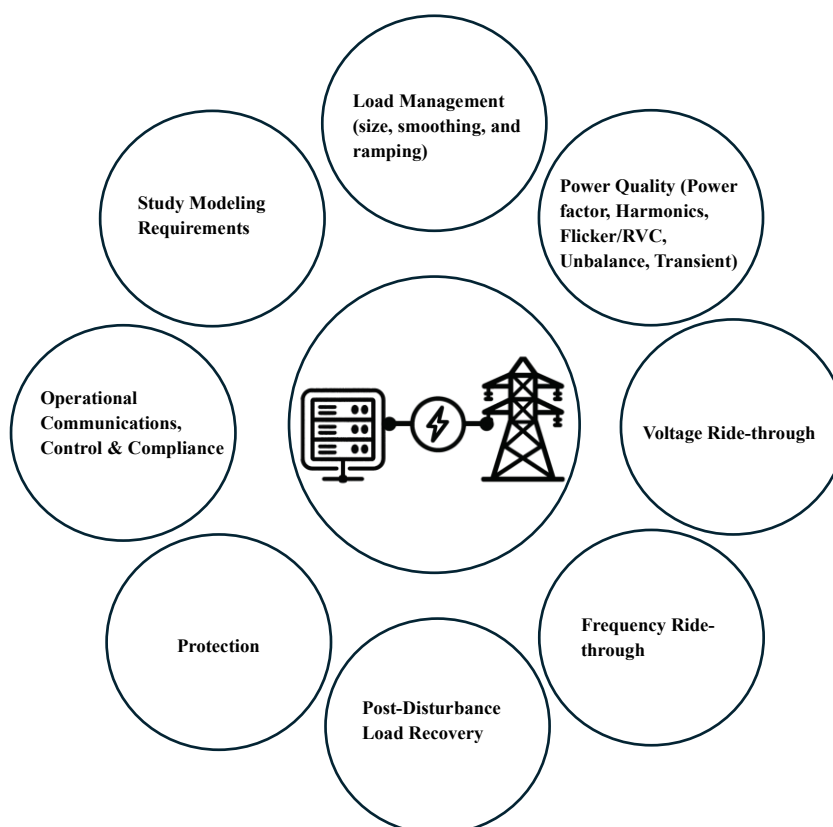 Load Management
(size, smoothing, and
ramping)
Power Quality (Power
factor, Harmonics,
Flicker/RVC,
Unbalance, Transient)
Voltage Ride-through
Frequency Ride-
through
Post-Disturbance
Load Recovery
Protection
Operational
Communications,
Control & Compliance
Study Modeling
Requirements